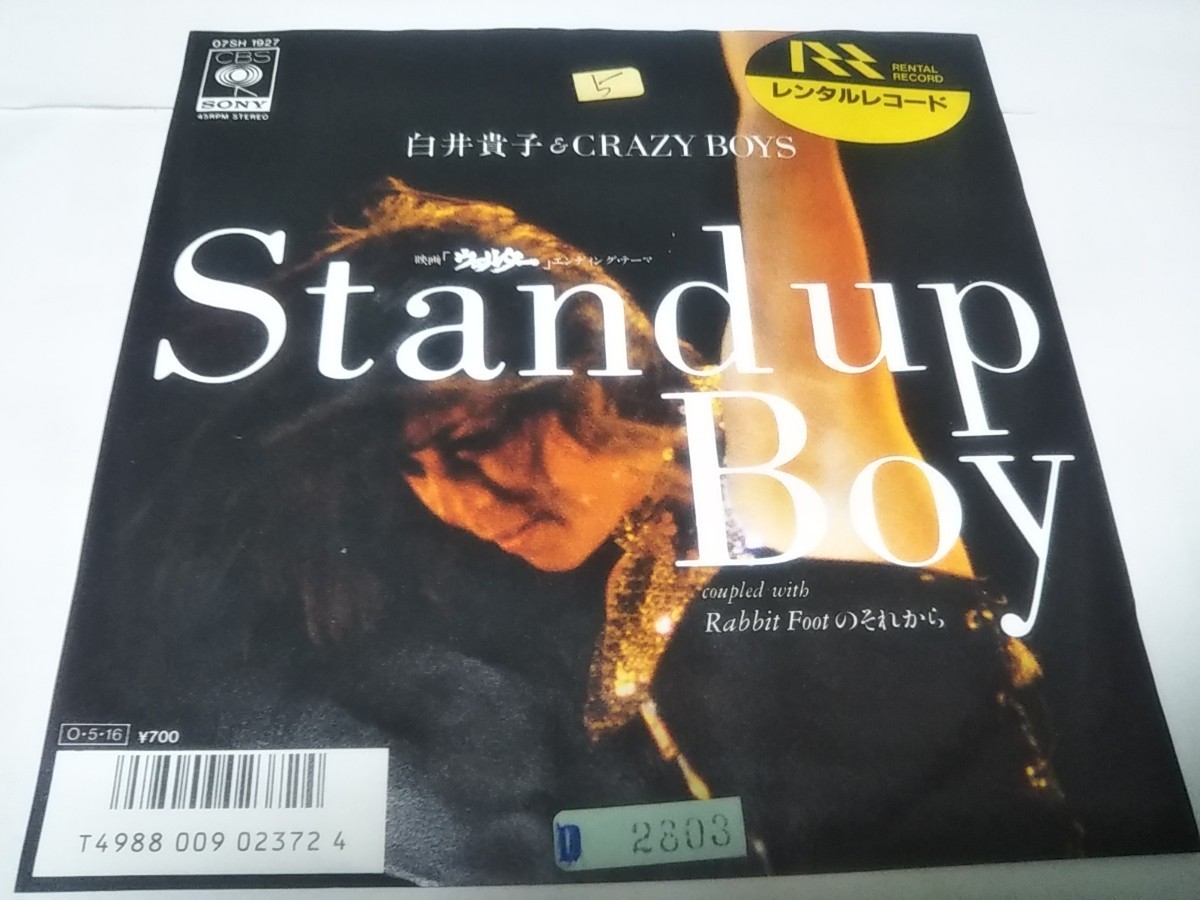 07SH 1927
CBS
SONY
45RPM STEREO
5
RENTAL
RECORD
レンタルレコード
白井貴子&CRAZY BOYS
映画「ウォルター」エンディング・テーマ
Stand up
Boy
coupled with
Rabbit Footのそれから
O・5・16 ¥700
T4988 009 02372 4
D 2803